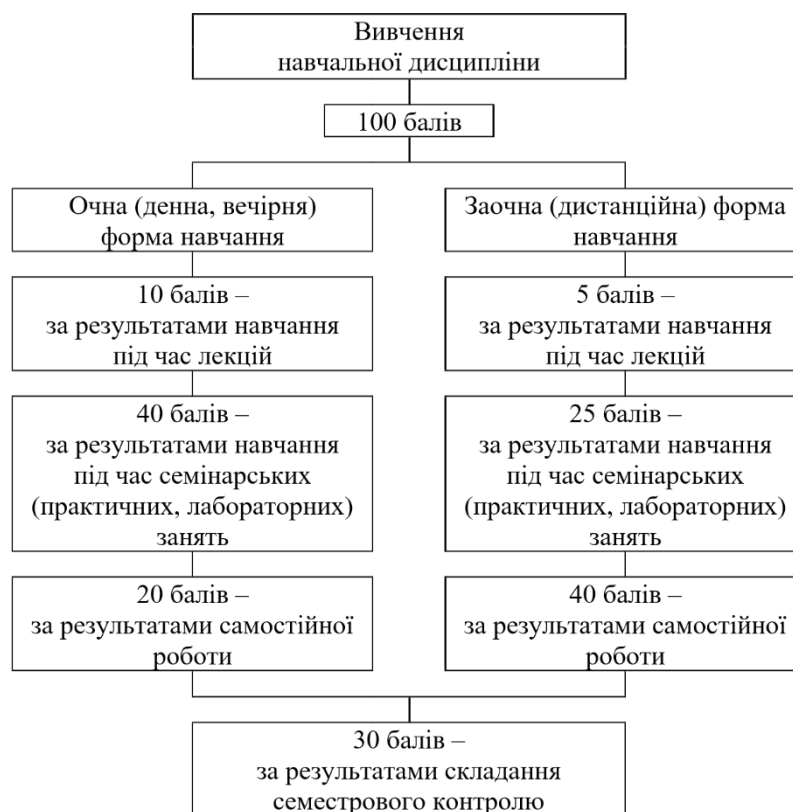 Вивчення
навчальної дисципліни
100 балів
Очна (денна, вечірня)
форма навчання
10 балів –
за результатами навчання
під час лекцій
40 балів –
за результатами навчання
під час семінарських
(практичних, лабораторних)
занять
20 балів –
за результатами самостійної
роботи
Заочна (дистанційна) форма
навчання
5 балів –
за результатами навчання
під час лекцій
25 балів –
за результатами навчання
під час семінарських
(практичних, лабораторних)
занять
40 балів –
за результатами самостійної
роботи
30 балів –
за результатами складання
семестрового контролю